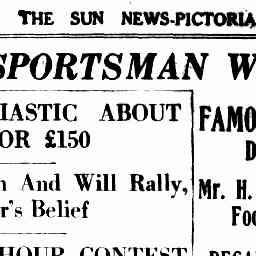 THE SUN NEWS-PICTORIA
SPORTSMAN W
IASTIC ABOUT
OR £150
n And Will Rally,
r's Belief
HOUR CONTEST
FAMO
D
Mr. H.
Foo